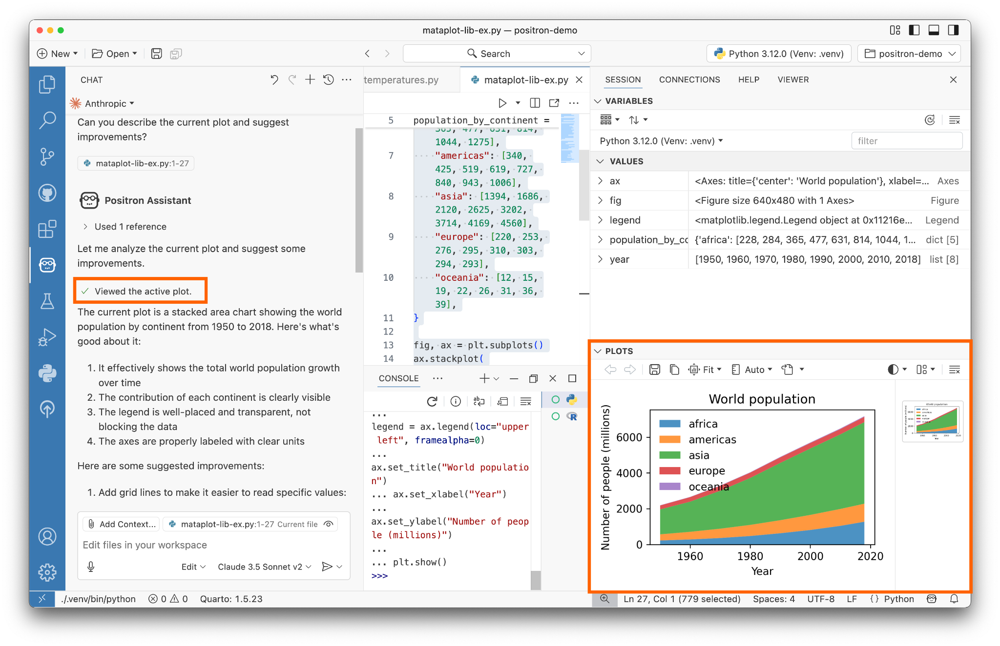 mataplot-lib-ex.py — positron-demo
New
Open
Search
Python 3.12.0 (Venv: .venv)
positron-demo
CHAT
Anthropic
Can you describe the current plot and suggest
improvements?
mataplot-lib-ex.py:1-27
Positron Assistant
Used 1 reference
Let me analyze the current plot and suggest some
improvements.
Viewed the active plot.
The current plot is a stacked area chart showing the world
population by continent from 1950 to 2018. Here's what's
good about it:
1. It effectively shows the total world population growth
over time
2. The contribution of each continent is clearly visible
3. The legend is well-placed and transparent, not
blocking the data
4. The axes are properly labeled with clear units
Here are some suggested improvements:
1. Add grid lines to make it easier to read specific values:
Add Context...
mataplot-lib-ex.py:1-27 Current file
Edit files in your workspace
Edit
Claude 3.5 Sonnet v2
temperatures.py
mataplot-lib-ex.py
5 population_by_continent =
365, 477, 631, 814,
1044, 1275],
7 "americas": [340,
425, 519, 619, 727,
840, 943, 1006],
8 "asia": [1394, 1686,
2120, 2625, 3202,
3714, 4169, 4560],
9 "europe": [220, 253,
276, 295, 310, 303,
294, 293],
10 "oceania": [12, 15,
19, 22, 26, 31, 36,
39],
11 }
12
13 fig, ax = plt.subplots()
14 ax.stackplot(
CONSOLE
...
legend = ax.legend(loc="upper
left", framealpha=0)
...
ax.set_title("World populatio
n")
... ax.set_xlabel("Year")
...
ax.set_ylabel("Number of peop
le (millions)")
...
... plt.show()
>>>
SESSION
CONNECTIONS
HELP
VIEWER
VARIABLES
Python 3.12.0 (Venv: .venv)
filter
VALUES
ax <Axes: title={'center': 'World population'}, xlabel=... Axes
fig <Figure size 640x480 with 1 Axes> Figure
legend <matplotlib.legend.Legend object at 0x11216e... Legend
population_by_cc {'africa': [228, 284, 365, 477, 631, 814, 1044, 1... dict [5]
year [1950, 1960, 1970, 1980, 1990, 2000, 2010, 2018] list [8]
PLOTS
Fit
Auto
World population
Number of people (millions)
africa
americas
asia
europe
oceania
6000
4000
2000
0
1960 1980 2000 2020
Year
World population
./.venv/bin/python
0
0
Quarto: 1.5.23
Ln 27, Col 1 (779 selected)
Spaces: 4
UTF-8
LF
{} Python